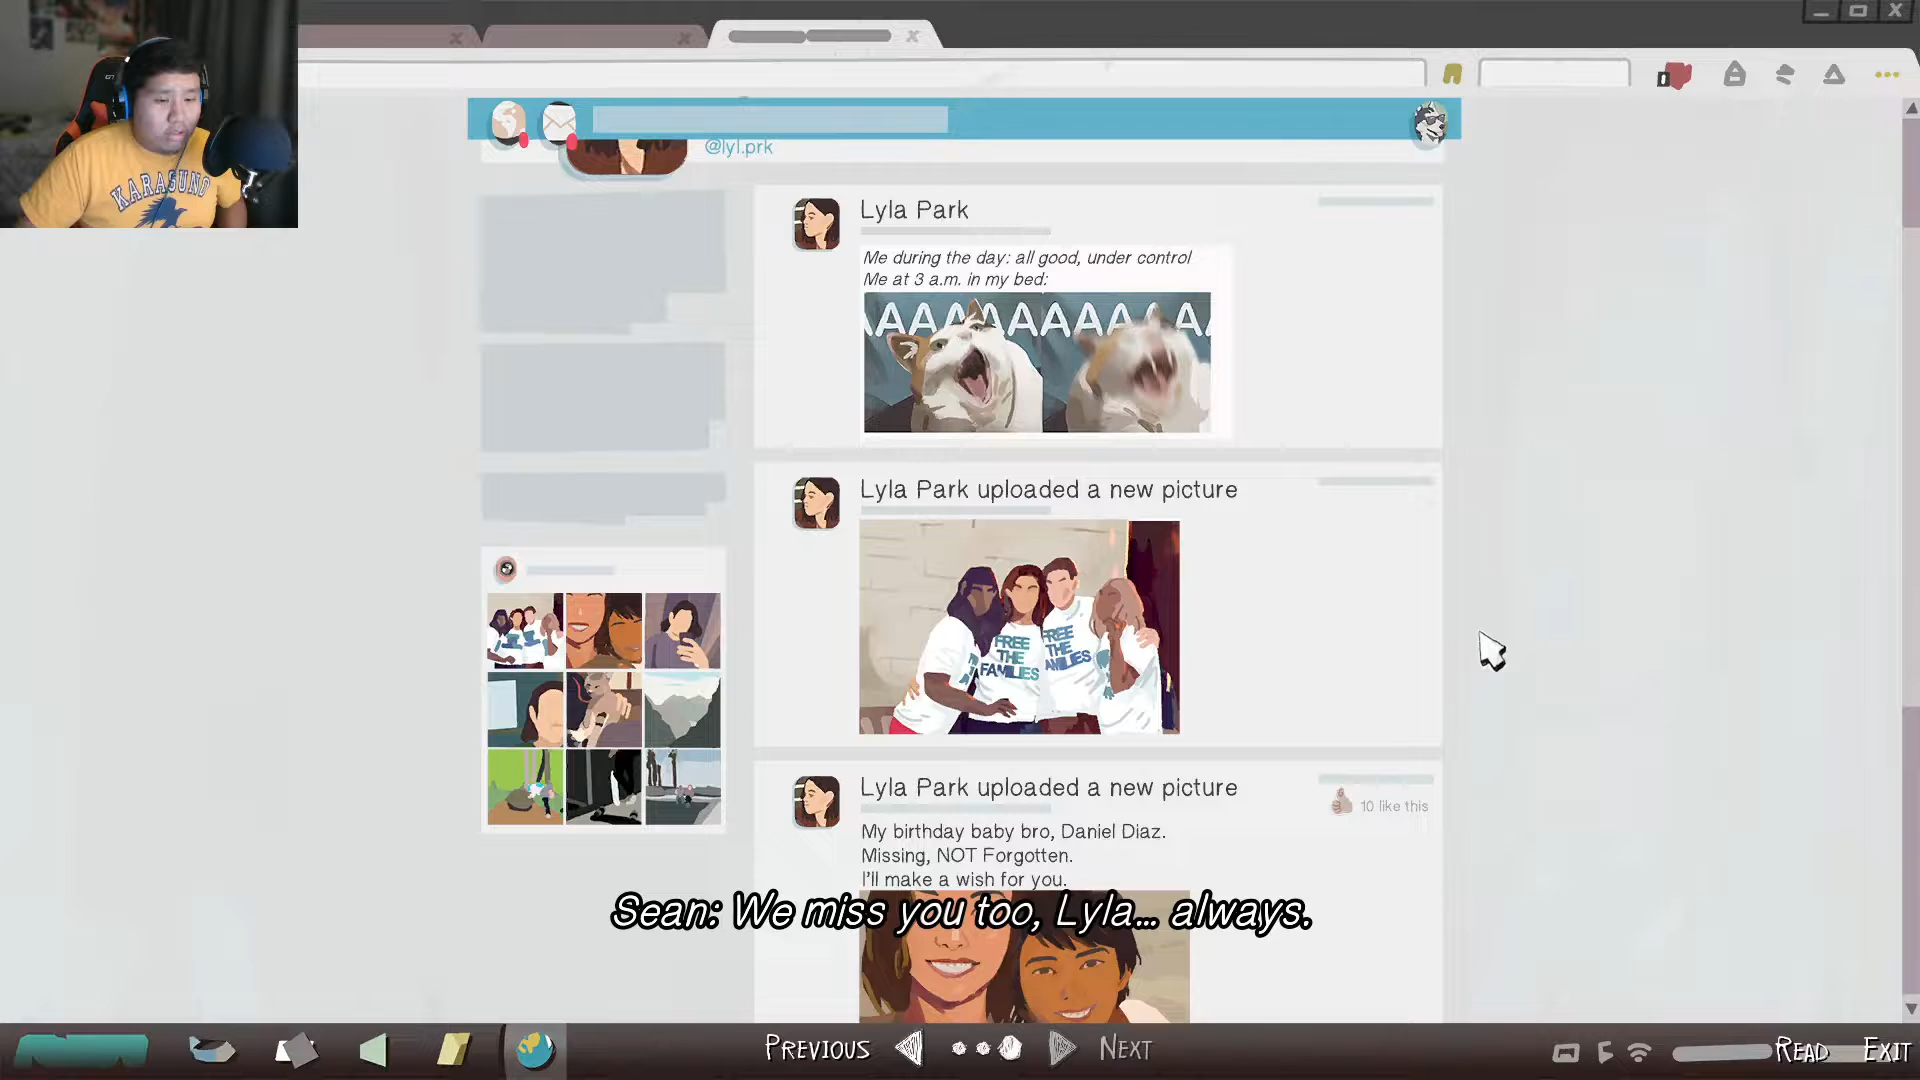 @lyl.prk
Lyla Park
Me during the day: all good, under control
Me at 3 a.m. in my bed:
AAAAAAAAAAA
Lyla Park uploaded a new picture
FREE
THE
FAMILIES
FREE
THE
FAMILIES
Lyla Park uploaded a new picture
10 like this
My birthday baby bro, Daniel Diaz.
Missing, NOT Forgotten.
I'll make a wish for you.
Sean: We miss you too, Lyla... always.
KARASUNO
PREVIOUS
NEXT
READ
EXIT